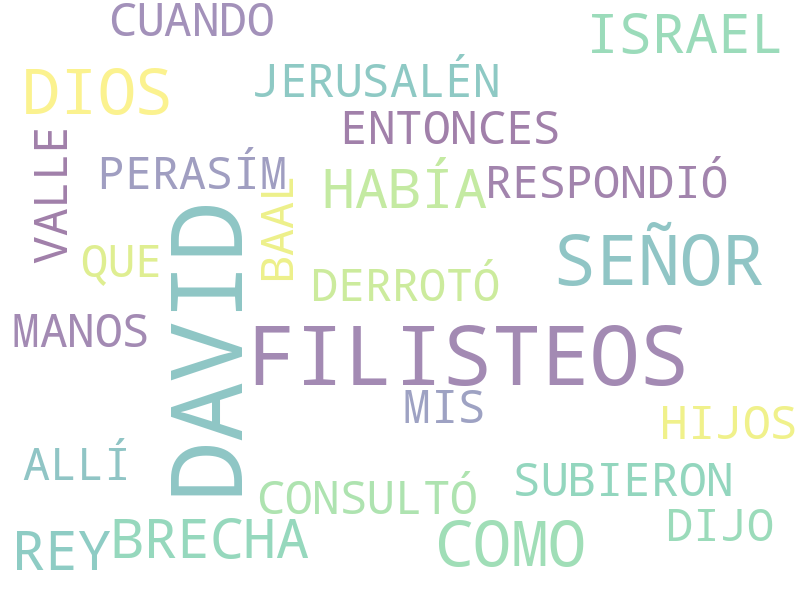 CUANDO
ISRAEL
DIOS
JERUSALÉN
ENTONCES
VALLE
PERASÍM
HABÍA
RESPONDIÓ
BAAL
DAVID
QUE
SEÑOR
DERROTÓ
MANOS
FILISTEOS
MIS
HIJOS
ALLÍ
CONSULTÓ
SUBIERON
REY
BRECHA
COMO
DIJO